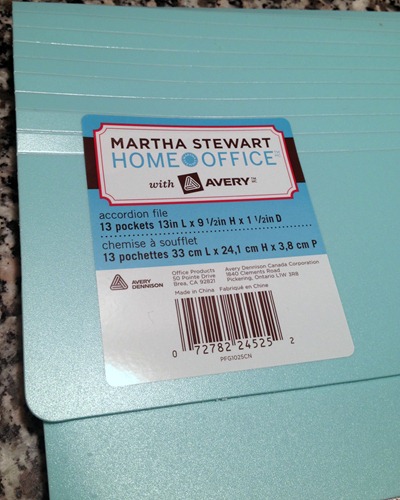 MARTHA STEWART
HOME OFFICE™
with AVERY™
accordion file
13 pockets 13in L x 9 1/2in H x 1 1/2in D
chemise à soufflet
13 pochettes 33 cm L x 24,1 cm H x 3,8 cm P
AVERY DENNISON
Office Products
50 Pointe Drive
Brea, CA 92821
Avery Dennison Canada Corporation
1840 Clements Road
Pickering, Ontario L1W 3R8
Made in China Fabriqué en Chine
0 72782 24525 2
PFG1025CN